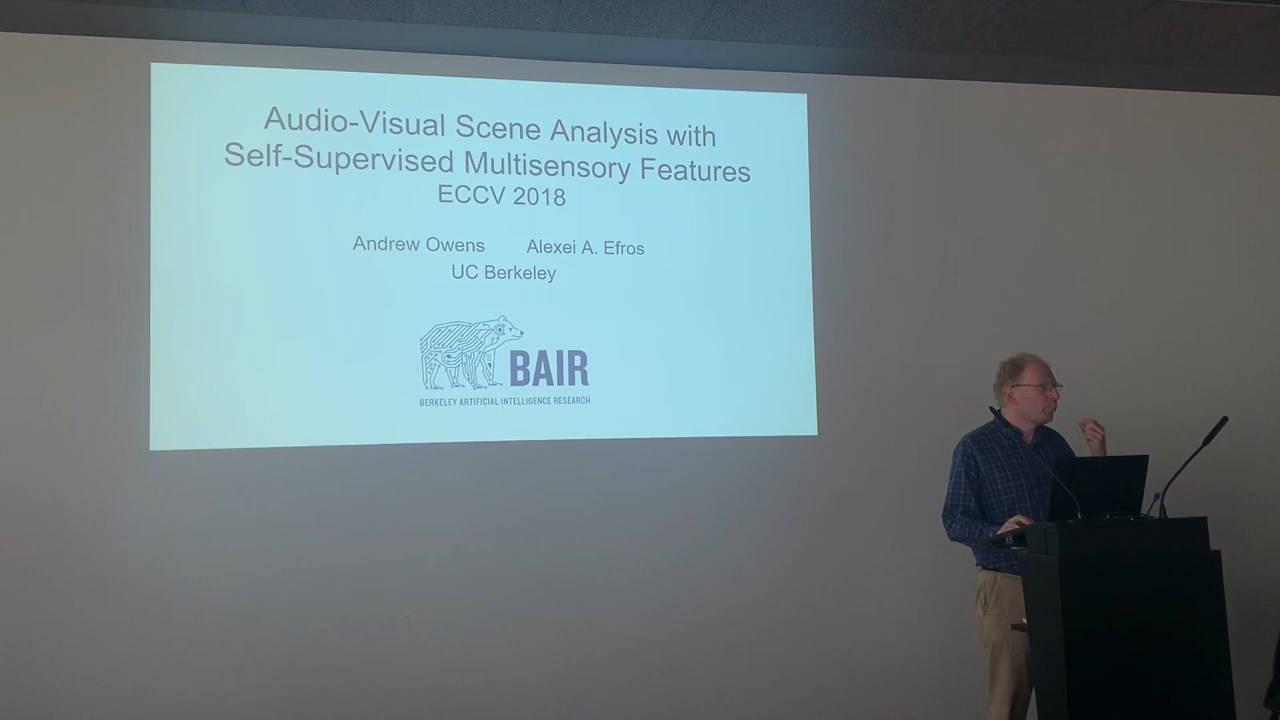 Audio-Visual Scene Analysis with
Self-Supervised Multisensory Features
ECCV 2018
Andrew Owens Alexei A. Efros
UC Berkeley
BAIR
BERKELEY ARTIFICIAL INTELLIGENCE RESEARCH